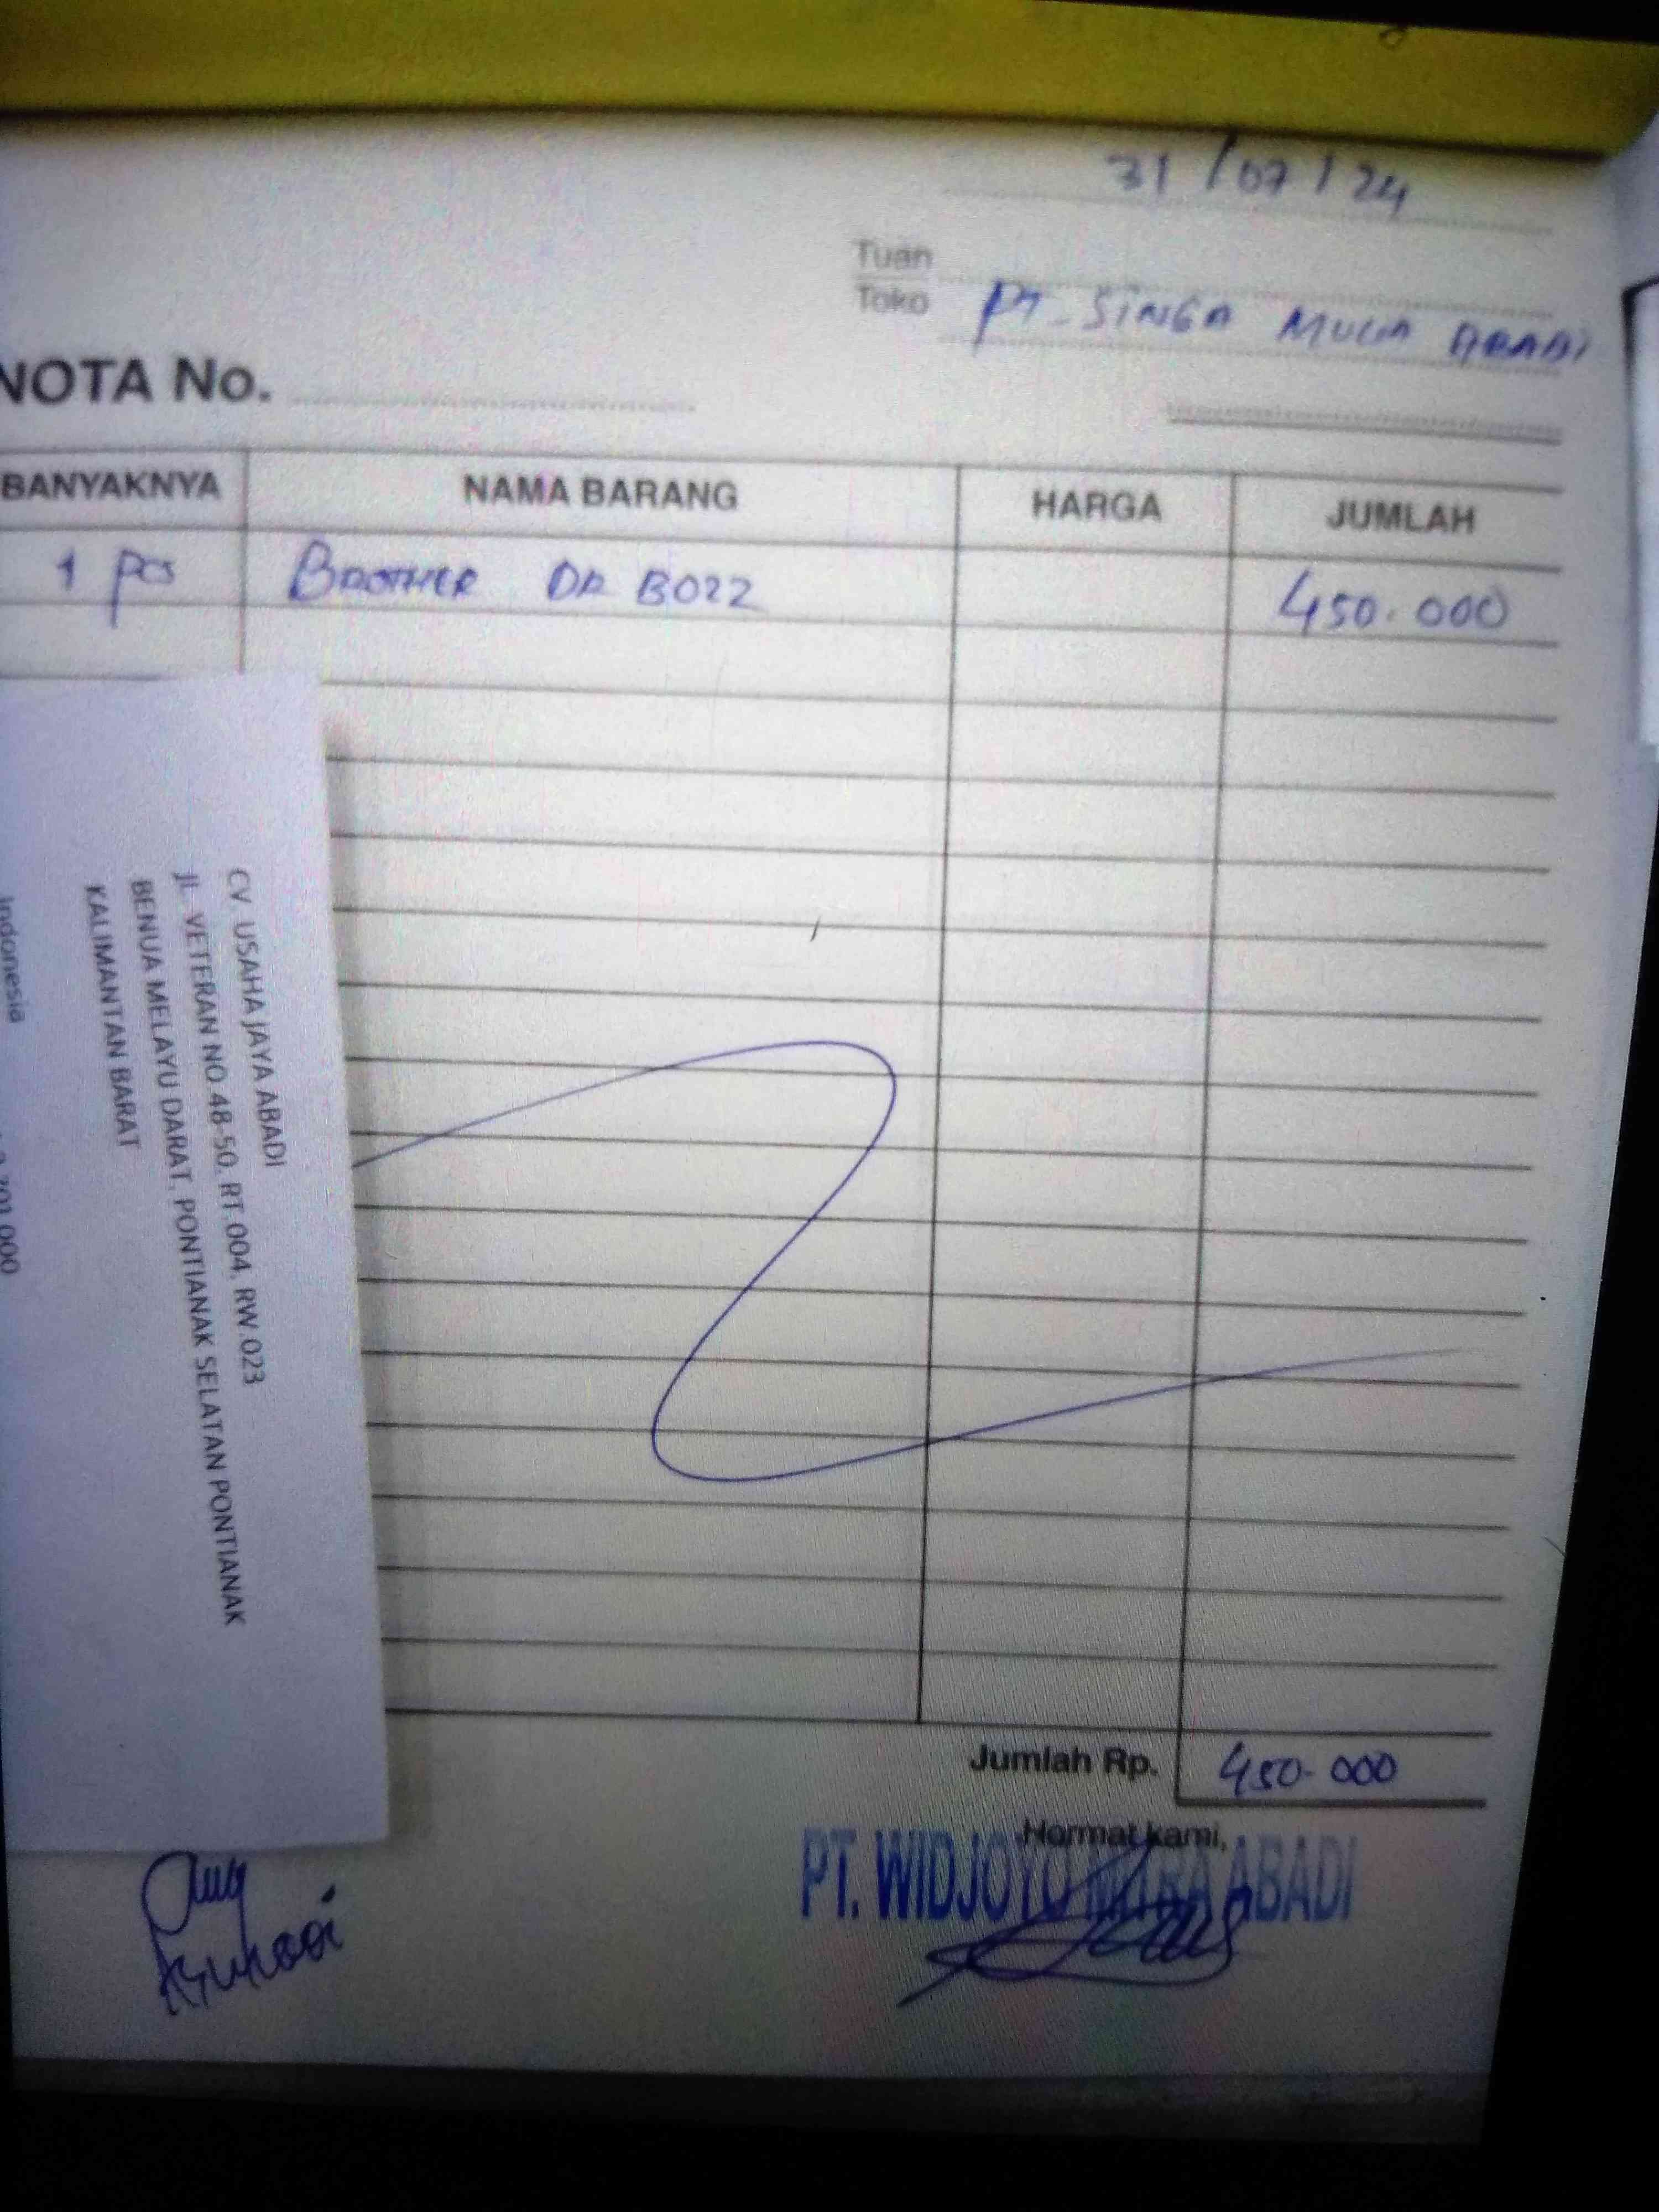 31/07/24
Tuan
Toko PT. SINGA MULIA ABADI
NOTA No.
BANYAKNYA NAMA BARANG HARGA JUMLAH
1 pcs BROTHER DR B022 450.000
CV. USAHA JAYA ABADI
JL. VETERAN NO.48-50, RT.004, RW.023
BENUA MELAYU DARAT, PONTIANAK SELATAN PONTIANAK
KALIMANTAN BARAT
Indonesia
Jumlah Rp. 450.000
Hormat kami,
PT. WIDJOYO MITRA ABADI